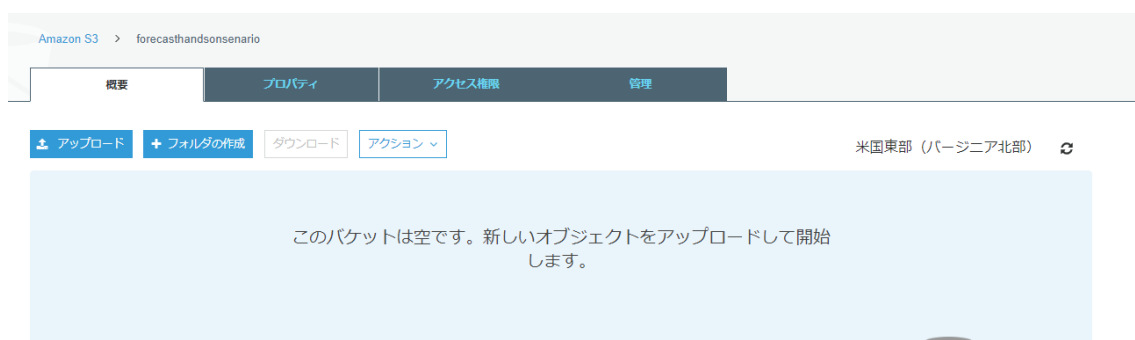 Amazon S3 > forecasthandsonsenario
概要 プロパティ アクセス権限 管理
アップロード + フォルダの作成 ダウンロード アクション
米国東部（バージニア北部）
このバケットは空です。新しいオブジェクトをアップロードして開始
します。